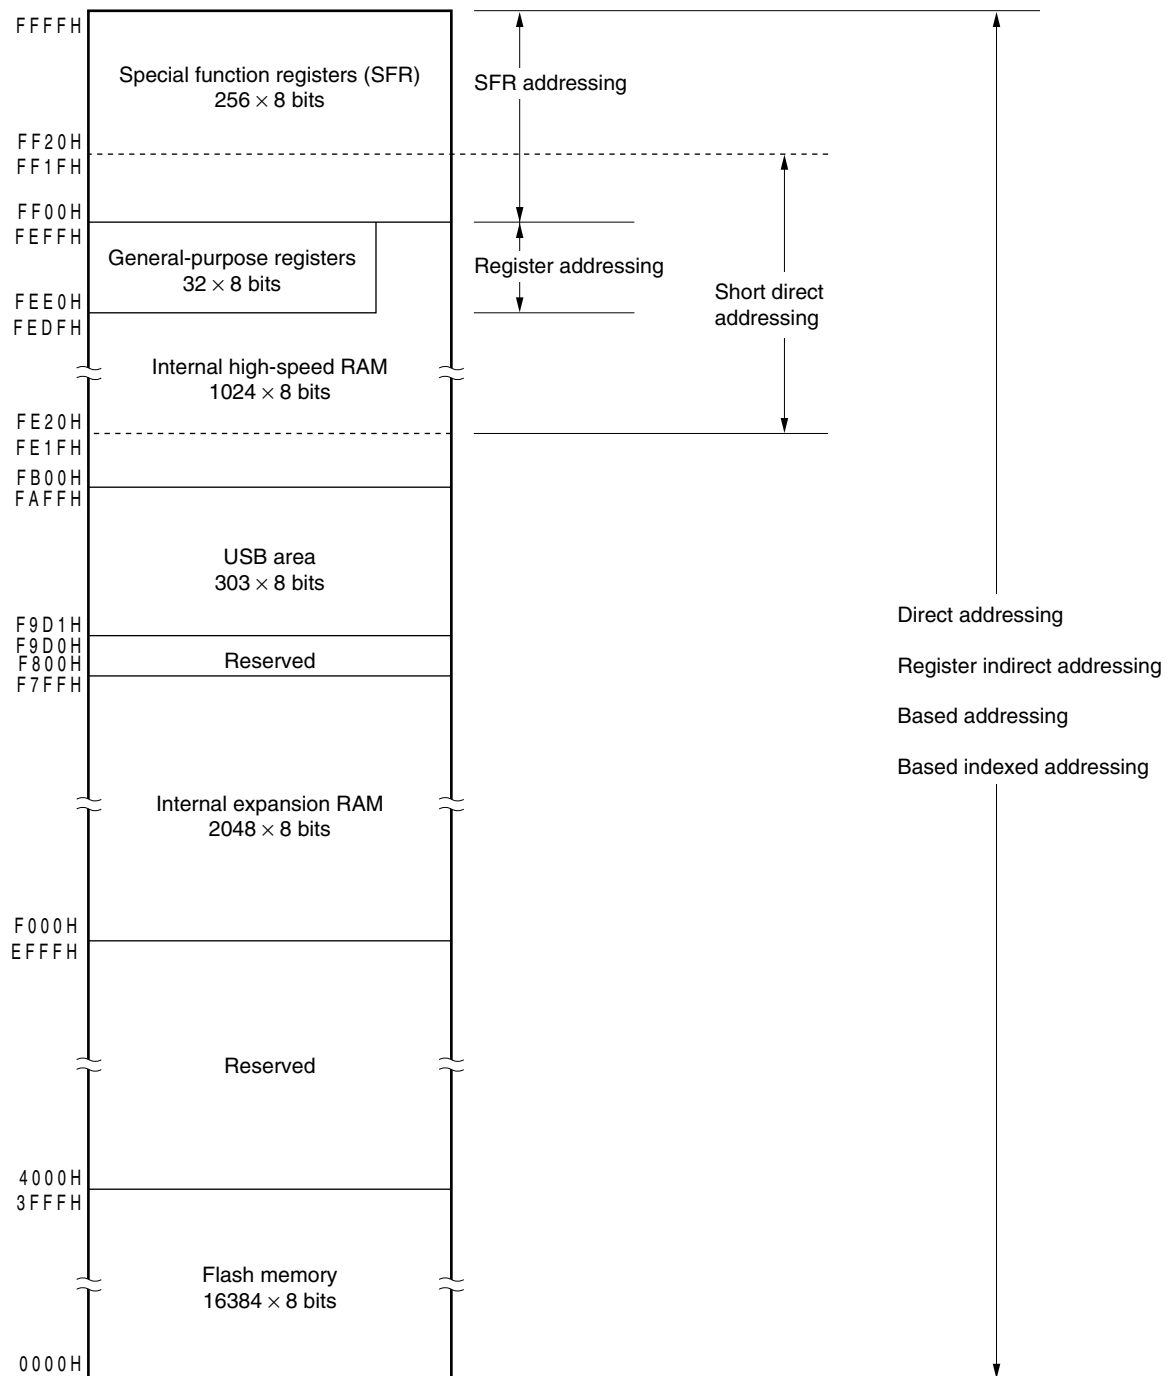 FFFFH
Special function registers (SFR)
256 × 8 bits
SFR addressing
FF20H
FF1FH
FF00H
FEFFH
General-purpose registers
32 × 8 bits
Register addressing
Short direct
addressing
FEE0H
FEDFH
Internal high-speed RAM
1024 × 8 bits
FE20H
FE1FH
FB00H
FAFFH
USB area
303 × 8 bits
F9D1H
F9D0H
F800H
Reserved
F7FFH
Direct addressing
Register indirect addressing
Based addressing
Based indexed addressing
Internal expansion RAM
2048 × 8 bits
F000H
EFFFH
Reserved
4000H
3FFFH
Flash memory
16384 × 8 bits
0000H